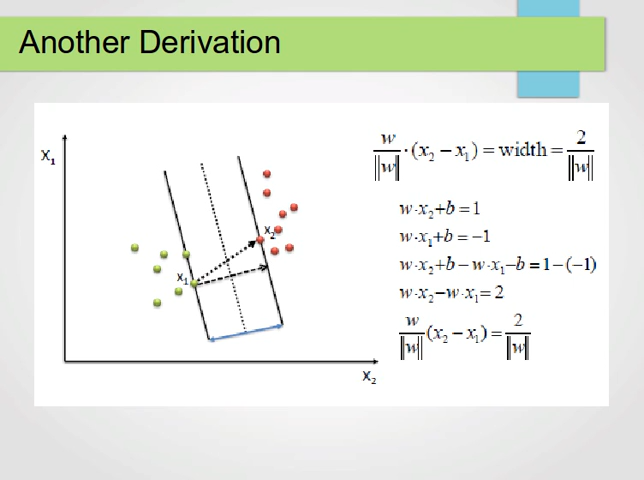 Another Derivation
X₁
x₂
x₁
X₂
w/‖w‖ · (x₂ − x₁) = width = 2/‖w‖
w·x₂+b = 1
w·x₁+b = −1
w·x₂+b−w·x₁−b = 1−(−1)
w·x₂−w·x₁ = 2
w/‖w‖ (x₂ − x₁) = 2/‖w‖